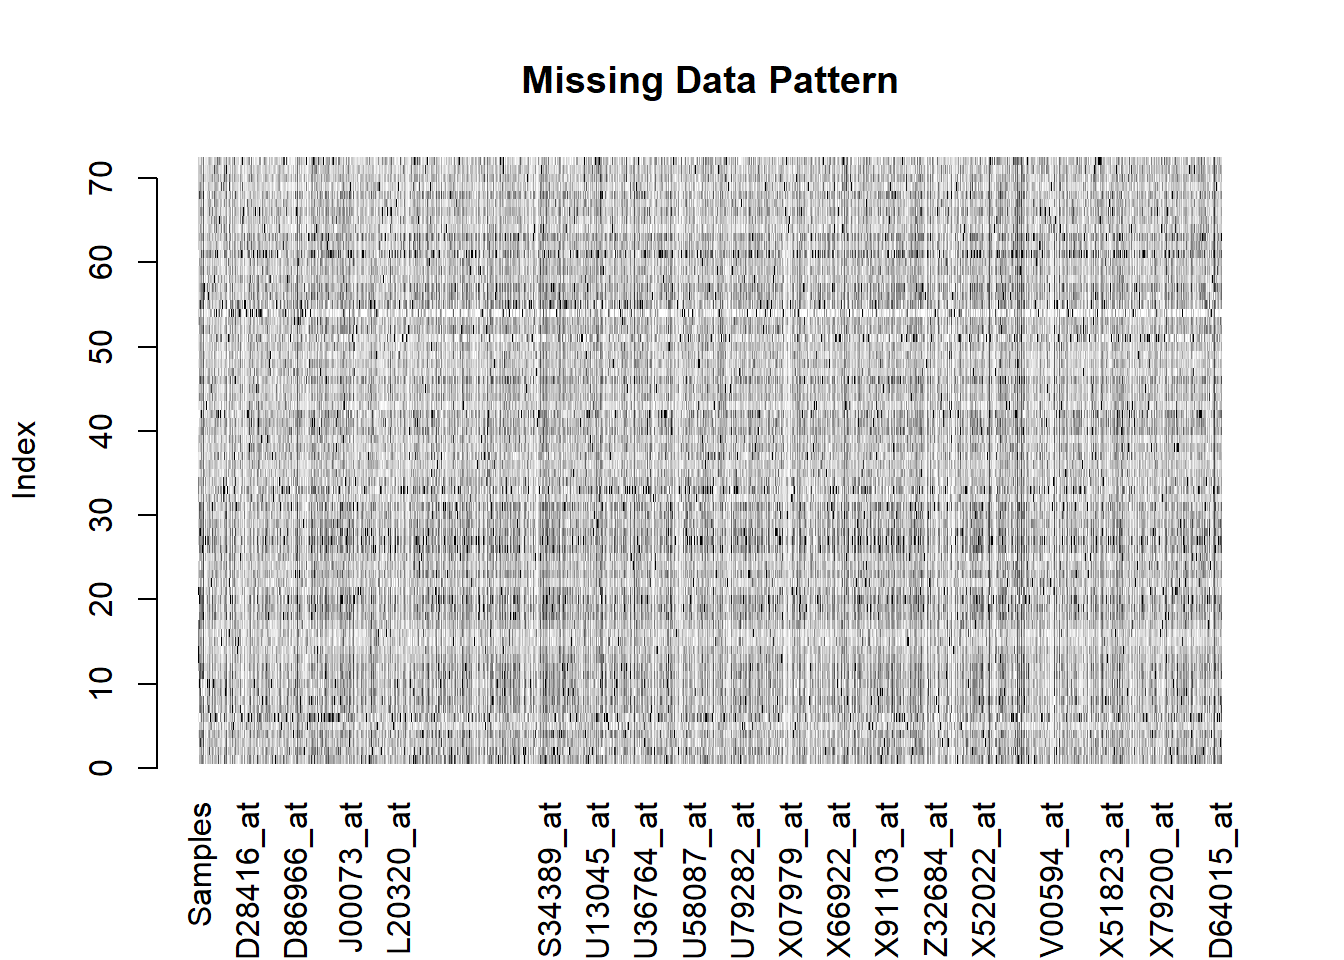 Missing Data Pattern
Index
70
60
50
40
30
20
10
0
Samples
D28416_at
D86966_at
J00073_at
L20320_at
S34389_at
U13045_at
U36764_at
U58087_at
U79282_at
X07979_at
X66922_at
X91103_at
Z32684_at
X52022_at
V00594_at
X51823_at
X79200_at
D64015_at